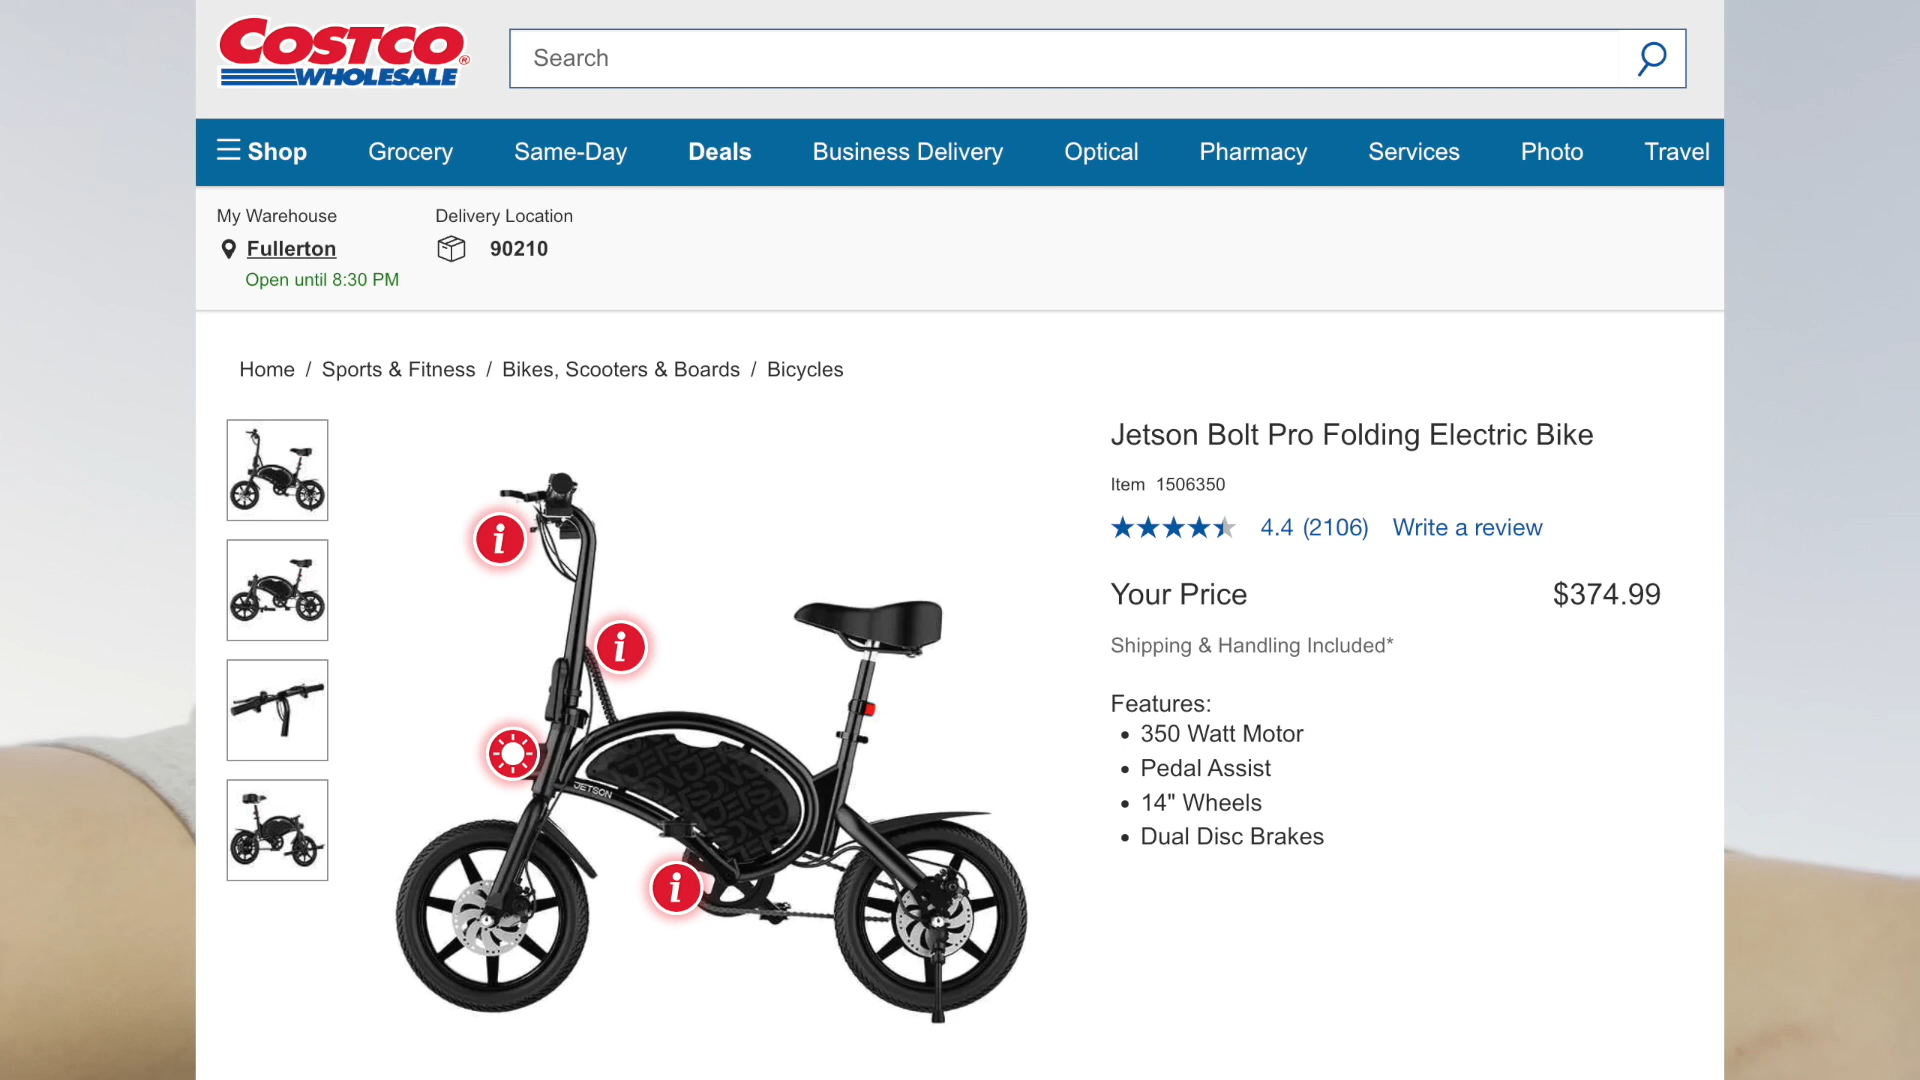 COSTCO
WHOLESALE
Search
Shop Grocery Same-Day Deals Business Delivery Optical Pharmacy Services Photo Travel
My Warehouse Delivery Location
Fullerton 90210
Open until 8:30 PM
Home / Sports & Fitness / Bikes, Scooters & Boards / Bicycles
Jetson Bolt Pro Folding Electric Bike
Item 1506350
4.4 (2106) Write a review
Your Price $374.99
Shipping & Handling Included*
Features:
• 350 Watt Motor
• Pedal Assist
• 14" Wheels
• Dual Disc Brakes
i
i
JETSON
i